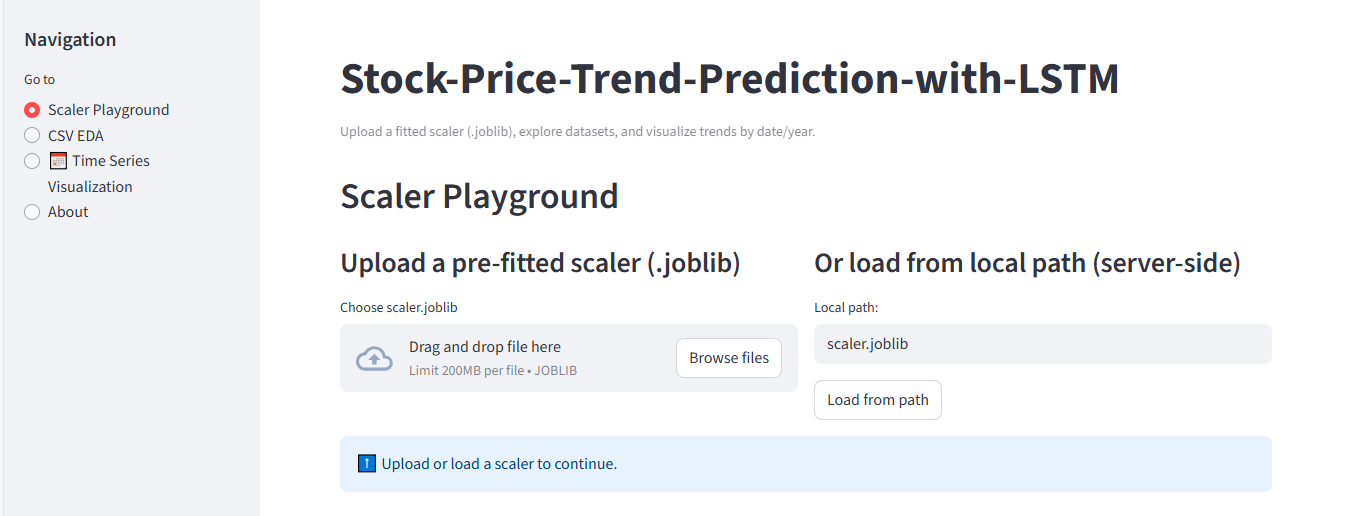 Navigation
Go to
Scaler Playground
CSV EDA
Time Series
Visualization
About
Stock-Price-Trend-Prediction-with-LSTM
Upload a fitted scaler (.joblib), explore datasets, and visualize trends by date/year.
Scaler Playground
Upload a pre-fitted scaler (.joblib)
Choose scaler.joblib
Drag and drop file here
Limit 200MB per file • JOBLIB
Browse files
Or load from local path (server-side)
Local path:
scaler.joblib
Load from path
Upload or load a scaler to continue.